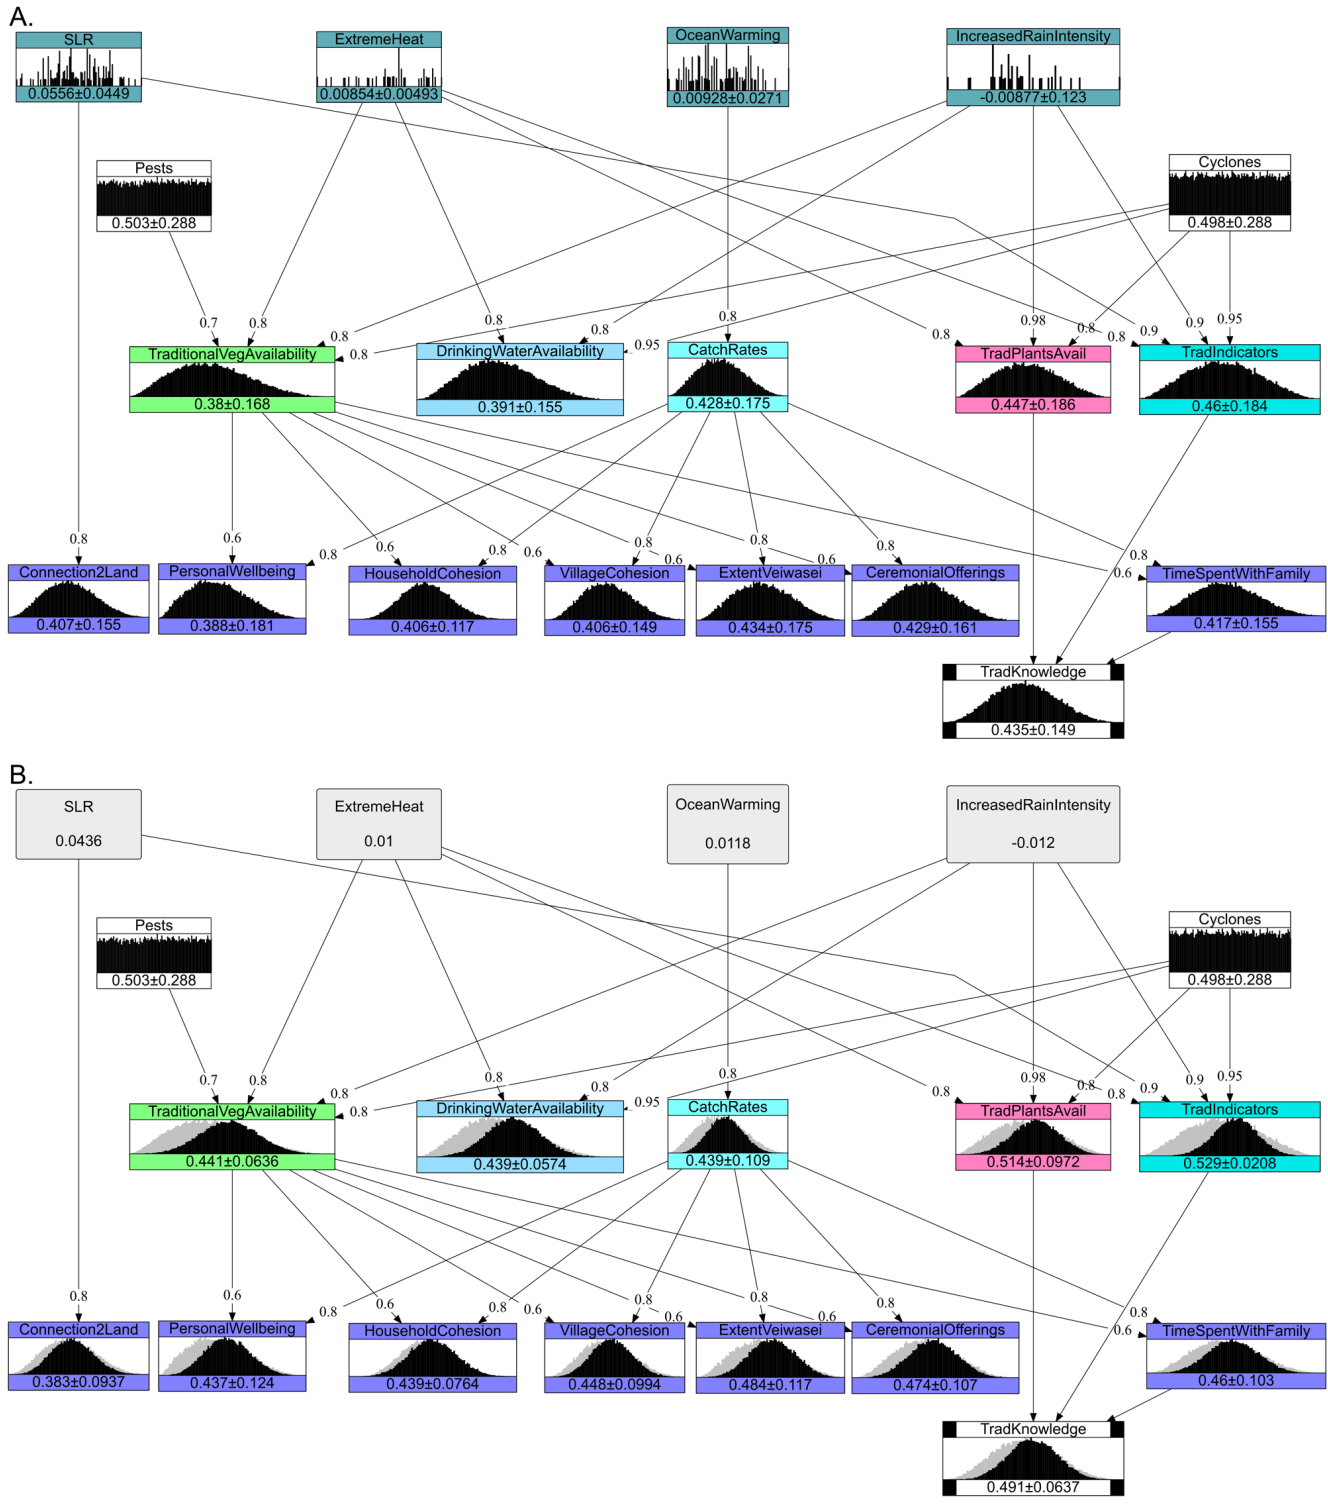 A.
SLR
0.0556±0.0449
ExtremeHeat
0.00854±0.00493
OceanWarming
0.00928±0.0271
IncreasedRainIntensity
-0.00877±0.123
Pests
0.503±0.288
Cyclones
0.498±0.288
0.7
0.8
0.8
0.8
0.8
0.8
0.95
0.8
0.8
0.98
0.8
0.8
0.9
0.9
0.95
TraditionalVegAvailability
0.38±0.168
DrinkingWaterAvailability
0.391±0.155
CatchRates
0.428±0.175
TradPlantsAvail
0.447±0.186
TradIndicators
0.46±0.184
0.8
0.6
0.8
0.6
0.8
0.6
0.8
0.6
0.8
0.6
0.8
0.8
0.6
Connection2Land
0.407±0.155
PersonalWellbeing
0.388±0.181
HouseholdCohesion
0.406±0.117
VillageCohesion
0.406±0.149
ExtentVeiwasei
0.434±0.175
CeremonialOfferings
0.429±0.161
TimeSpentWithFamily
0.417±0.155
TradKnowledge
0.435±0.149
B.
SLR
0.0436
ExtremeHeat
0.01
OceanWarming
0.0118
IncreasedRainIntensity
-0.012
Pests
0.503±0.288
Cyclones
0.498±0.288
0.7
0.8
0.8
0.8
0.8
0.8
0.95
0.8
0.8
0.98
0.8
0.8
0.9
0.9
0.95
TraditionalVegAvailability
0.441±0.0636
DrinkingWaterAvailability
0.439±0.0574
CatchRates
0.439±0.109
TradPlantsAvail
0.514±0.0972
TradIndicators
0.529±0.0208
0.8
0.6
0.8
0.6
0.8
0.6
0.8
0.6
0.8
0.6
0.8
0.8
0.6
Connection2Land
0.383±0.0937
PersonalWellbeing
0.437±0.124
HouseholdCohesion
0.439±0.0764
VillageCohesion
0.448±0.0994
ExtentVeiwasei
0.484±0.117
CeremonialOfferings
0.474±0.107
TimeSpentWithFamily
0.46±0.103
TradKnowledge
0.491±0.0637